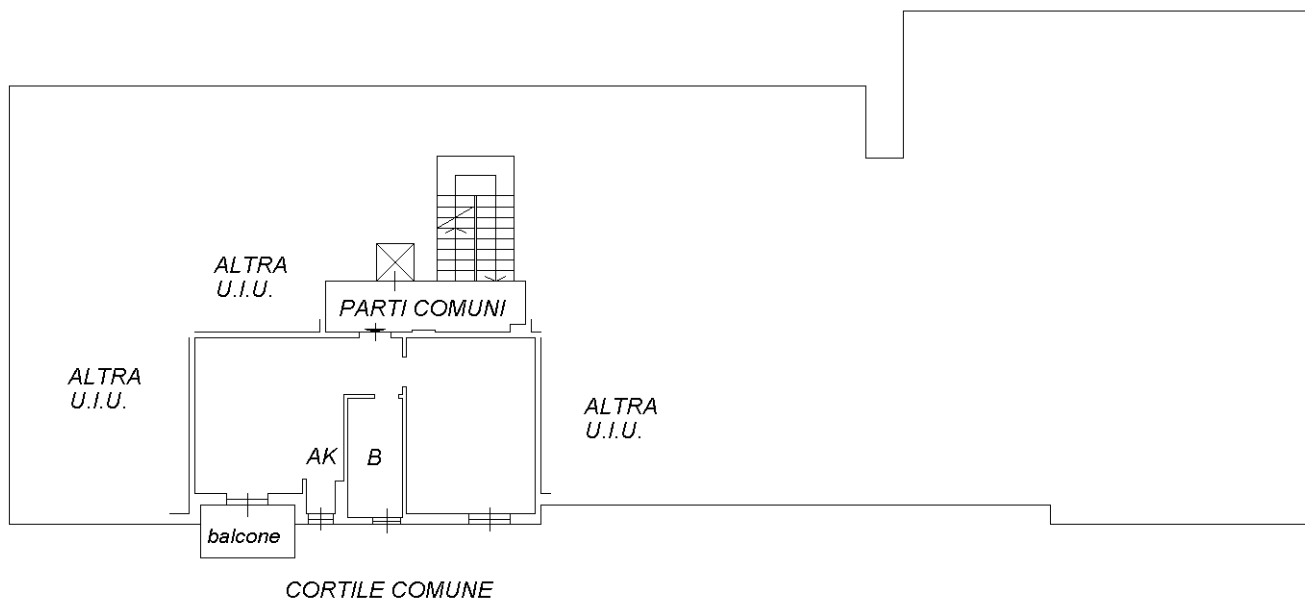 ALTRA
U.I.U.
PARTI COMUNI
ALTRA
U.I.U.
ALTRA
U.I.U.
AK
B
balcone
CORTILE COMUNE